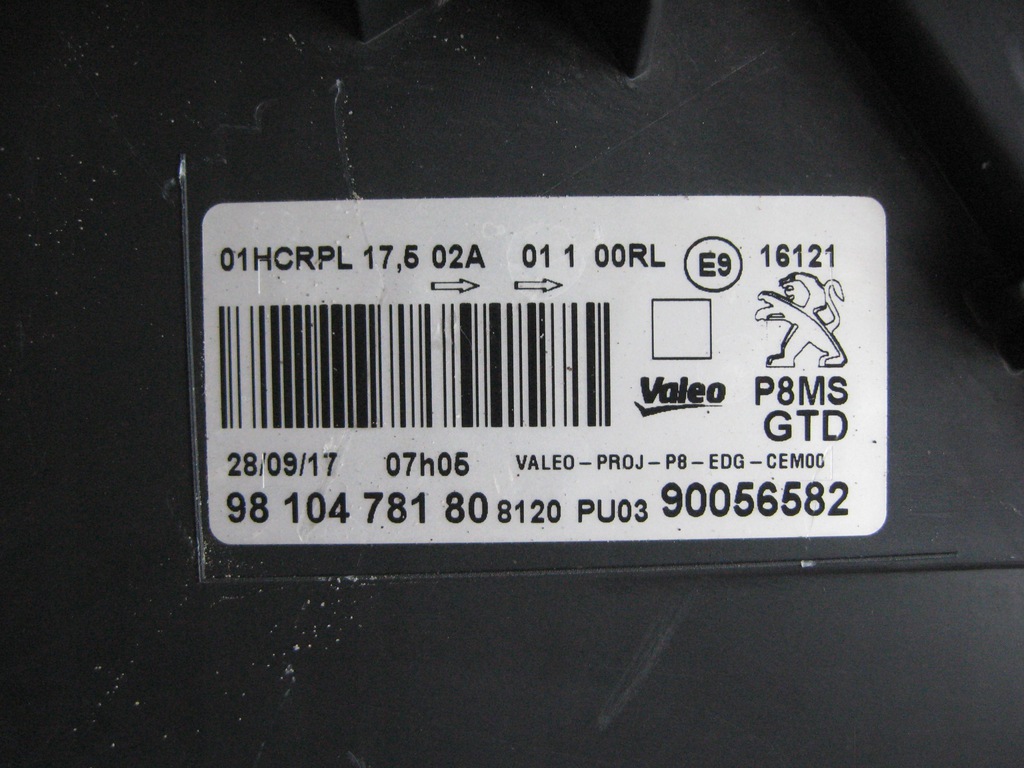 01HCRPL 17,5 02A 01 1 00RL E9 16121
Valeo P8MS
GTD
28/09/17 07h05 VALEO-PROJ-P8-EDG-CEM00
98 104 781 80 8120 PU03 90056582